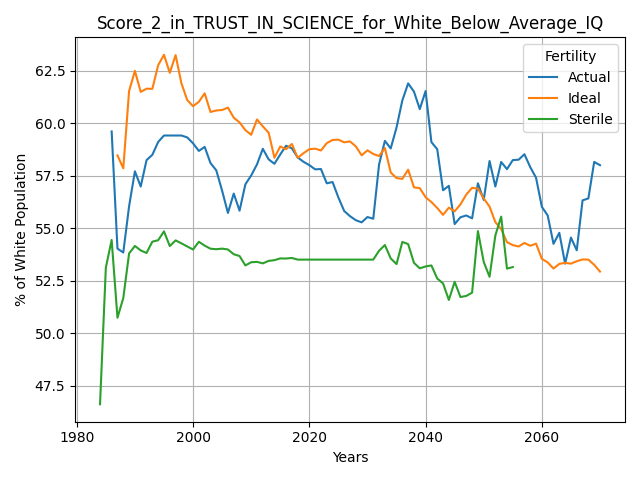 Score_2_in_TRUST_IN_SCIENCE_for_White_Below_Average_IQ
Fertility
Actual
Ideal
Sterile
% of White Population
62.5
60.0
57.5
55.0
52.5
50.0
47.5
1980
2000
2020
2040
2060
Years